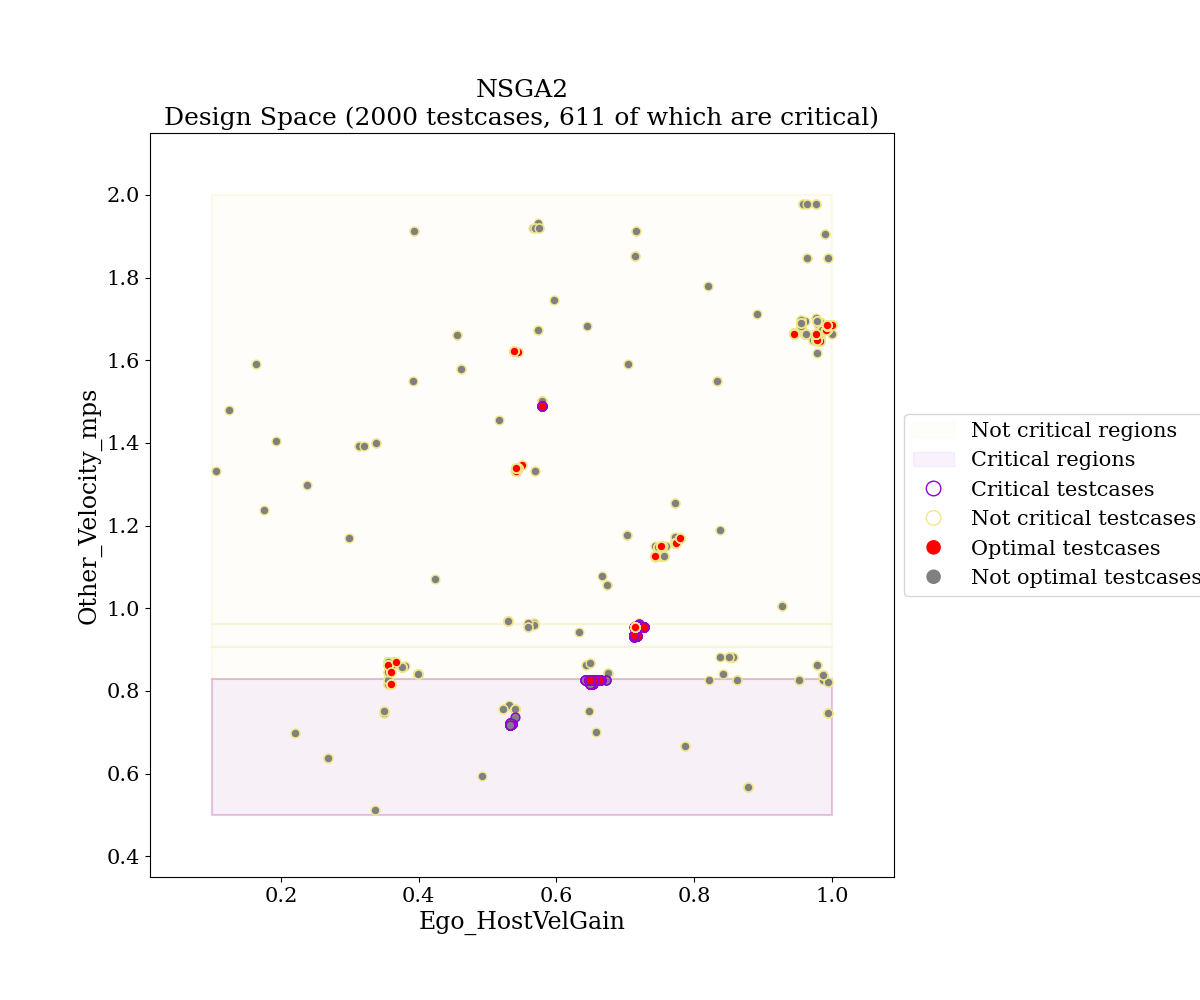 NSGA2
Design Space (2000 testcases, 611 of which are critical)
2.0
1.8
1.6
1.4
1.2
1.0
0.8
0.6
0.4
Other_Velocity_mps
0.2
0.4
0.6
0.8
1.0
Ego_HostVelGain
Not critical regions
Critical regions
Critical testcases
Not critical testcases
Optimal testcases
Not optimal testcases